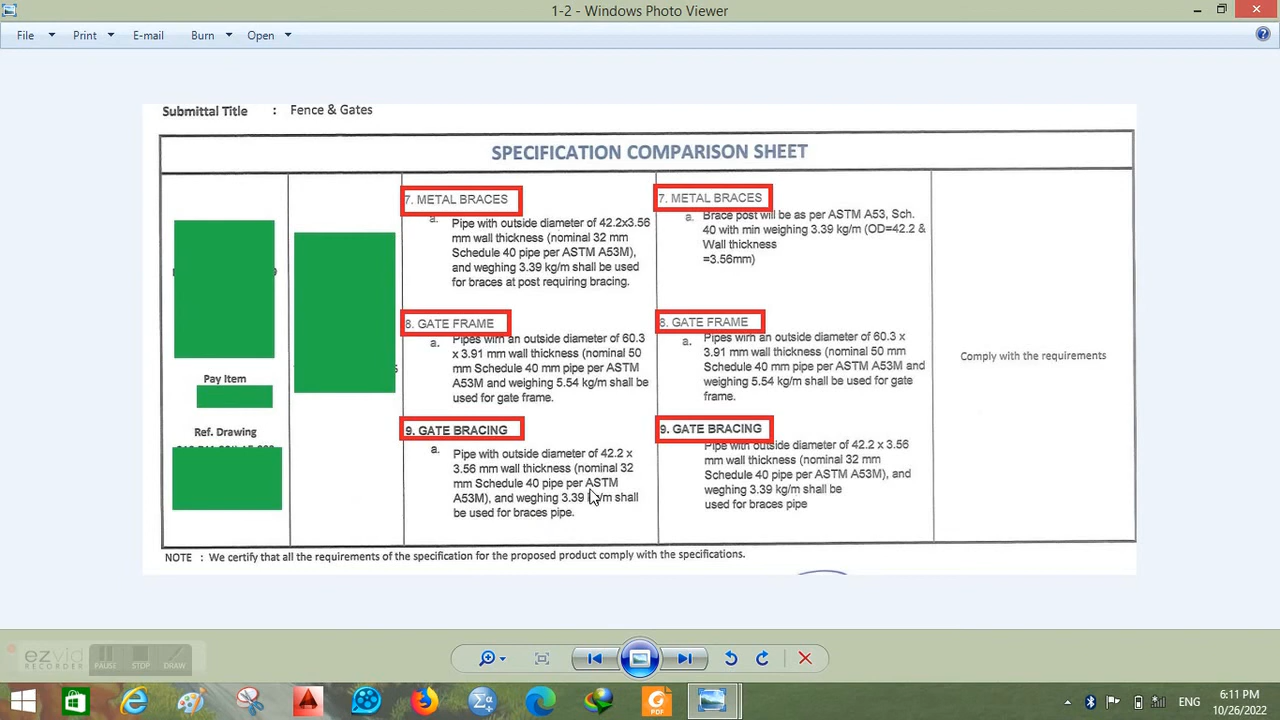 1-2 - Windows Photo Viewer
File Print E-mail Burn Open
Submittal Title : Fence & Gates
SPECIFICATION COMPARISON SHEET
Pay Item
Ref. Drawing
7. METAL BRACES
a. Pipe with outside diameter of 42.2x3.56
mm wall thickness (nominal 32 mm
Schedule 40 pipe per ASTM A53M),
and weghing 3.39 kg/m shall be used
for braces at post requiring bracing.
8. GATE FRAME
a. Pipes wirh an outside diameter of 60.3
x 3.91 mm wall thickness (nominal 50
mm Schedule 40 mm pipe per ASTM
A53M and weighing 5.54 kg/m shall be
used for gate frame.
9. GATE BRACING
a. Pipe with outside diameter of 42.2 x
3.56 mm wall thickness (nominal 32
mm Schedule 40 pipe per ASTM
A53M), and weghing 3.39 kg/m shall
be used for braces pipe.
7. METAL BRACES
a. Brace post will be as per ASTM A53, Sch.
40 with min weighing 3.39 kg/m (OD=42.2 &
Wall thickness
=3.56mm)
8. GATE FRAME
a. Pipes wirh an outside diameter of 60.3 x
3.91 mm wall thickness (nominal 50 mm
Schedule 40 mm pipe per ASTM A53M and
weighing 5.54 kg/m shall be used for gate
frame.
9. GATE BRACING
Pipe with outside diameter of 42.2 x 3.56
mm wall thickness (nominal 32 mm
Schedule 40 pipe per ASTM A53M), and
weghing 3.39 kg/m shall be
used for braces pipe
Comply with the requirements
NOTE : We certify that all the requirements of the specification for the proposed product comply with the specifications.
ezvid
RECORDER
PAUSE STOP DRAW
PDF
ENG
6:11 PM
10/26/2022